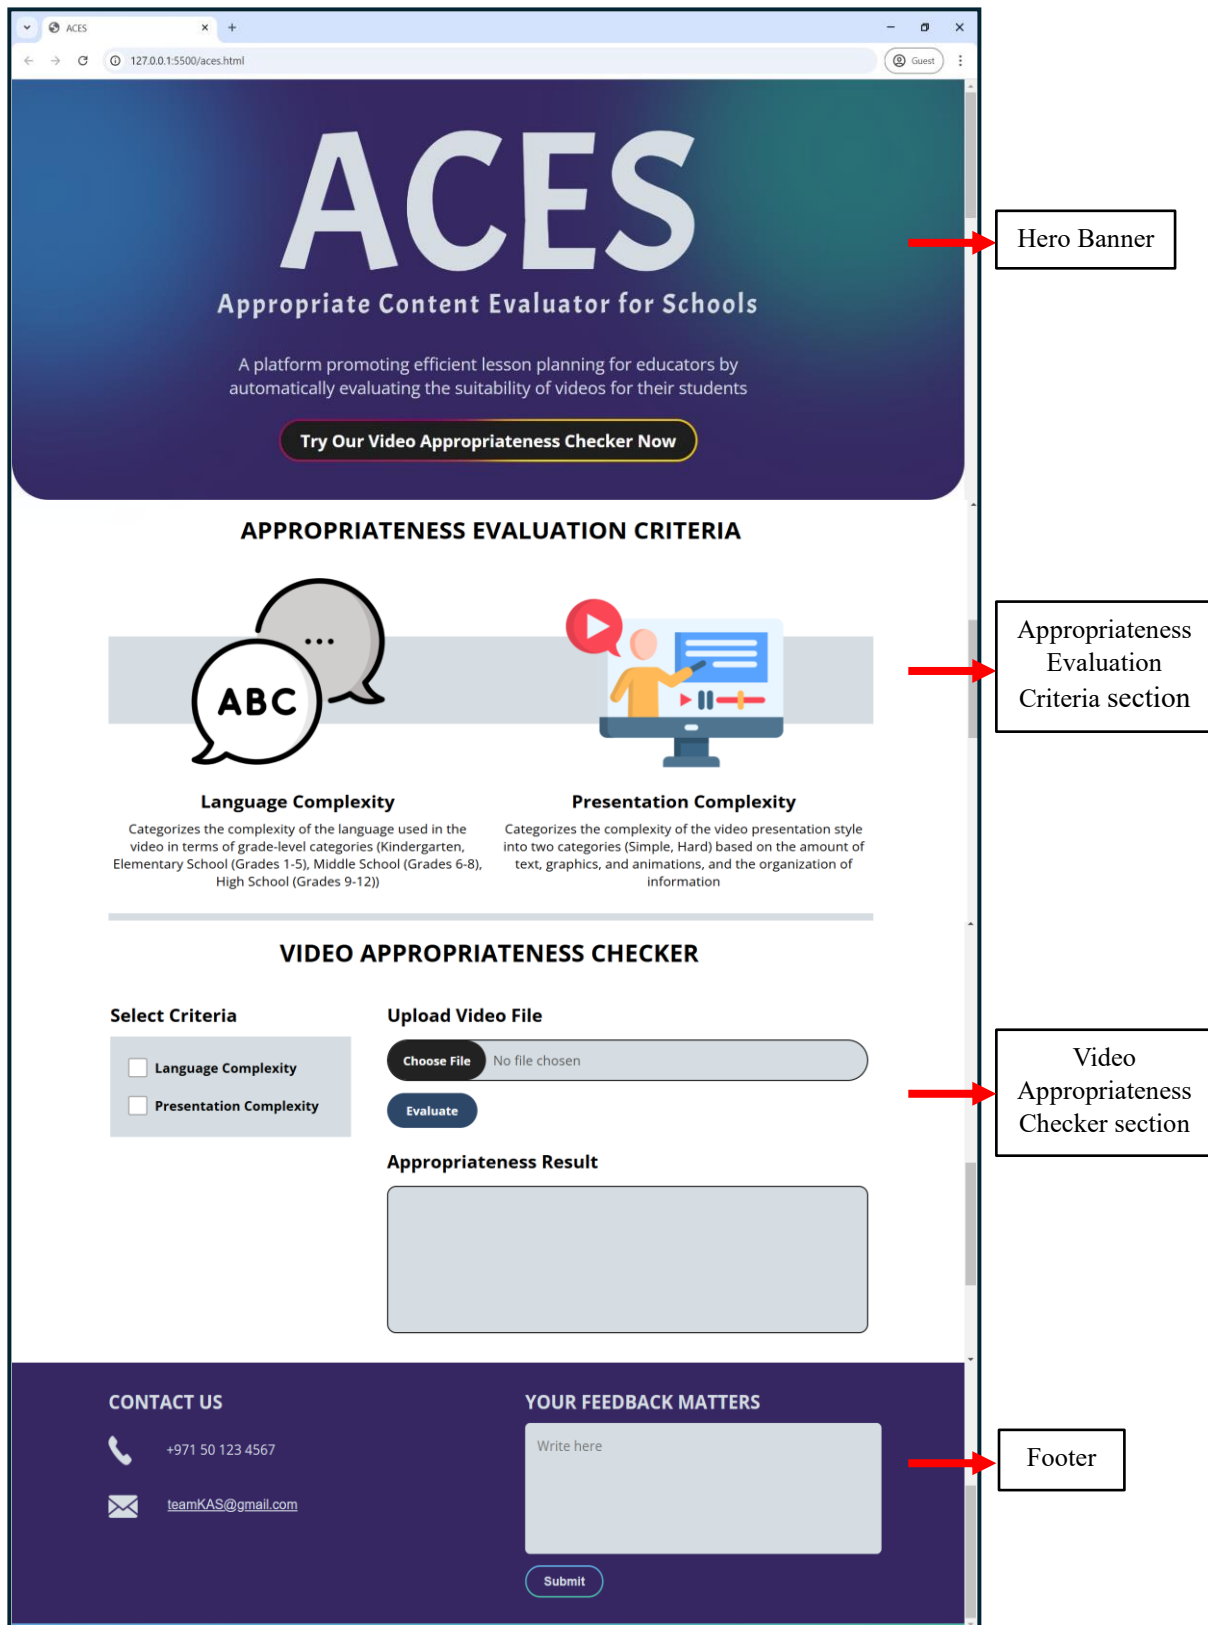 ACES
127.0.0.1:5500/aces.html
Guest
ACES
Appropriate Content Evaluator for Schools
A platform promoting efficient lesson planning for educators by
automatically evaluating the suitability of videos for their students
Try Our Video Appropriateness Checker Now
Hero Banner
APPROPRIATENESS EVALUATION CRITERIA
ABC
Appropriateness
Evaluation
Criteria section
Language Complexity
Categorizes the complexity of the language used in the
video in terms of grade-level categories (Kindergarten,
Elementary School (Grades 1-5), Middle School (Grades 6-8),
High School (Grades 9-12))
Presentation Complexity
Categorizes the complexity of the video presentation style
into two categories (Simple, Hard) based on the amount of
text, graphics, and animations, and the organization of
information
VIDEO APPROPRIATENESS CHECKER
Select Criteria
Language Complexity
Presentation Complexity
Upload Video File
Choose File No file chosen
Evaluate
Appropriateness Result
Video
Appropriateness
Checker section
CONTACT US
+971 50 123 4567
teamKAS@gmail.com
YOUR FEEDBACK MATTERS
Write here
Submit
Footer